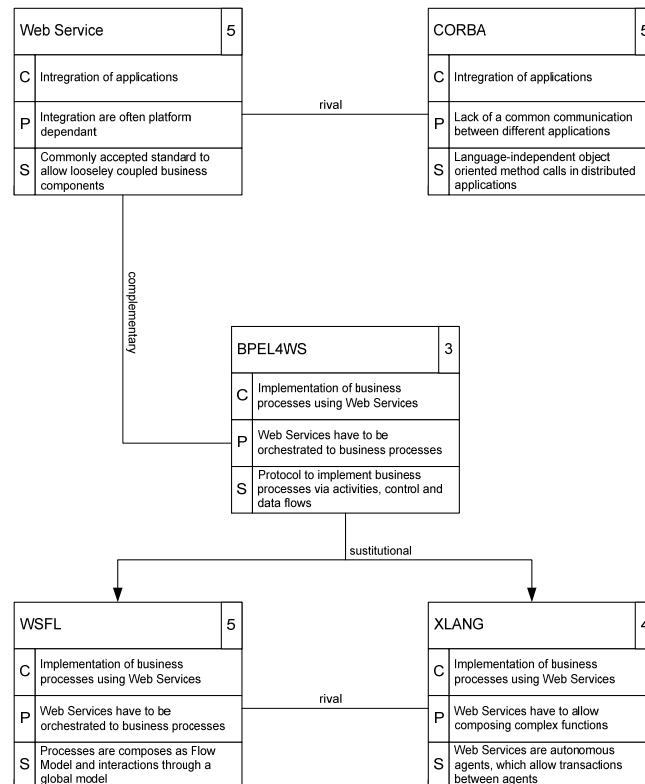 Web Service 5
C Intregration of applications
P Integration are often platform
dependant
S Commonly accepted standard to
allow looseley coupled business
components
rival
CORBA 5
C Intregration of applications
P Lack of a common communication
between different applications
S Language-independent object
oriented method calls in distributed
applications
complementary
BPEL4WS 3
C Implementation of business
processes using Web Services
P Web Services have to be
orchestrated to business processes
S Protocol to implement business
processes via activities, control and
data flows
sustitutional
WSFL 5
C Implementation of business
processes using Web Services
P Web Services have to be
orchestrated to business processes
S Processes are composes as Flow
Model and interactions through a
global model
rival
XLANG 4
C Implementation of business
processes using Web Services
P Web Services have to allow
composing complex functions
S Web Services are autonomous
agents, which allow transactions
between agents